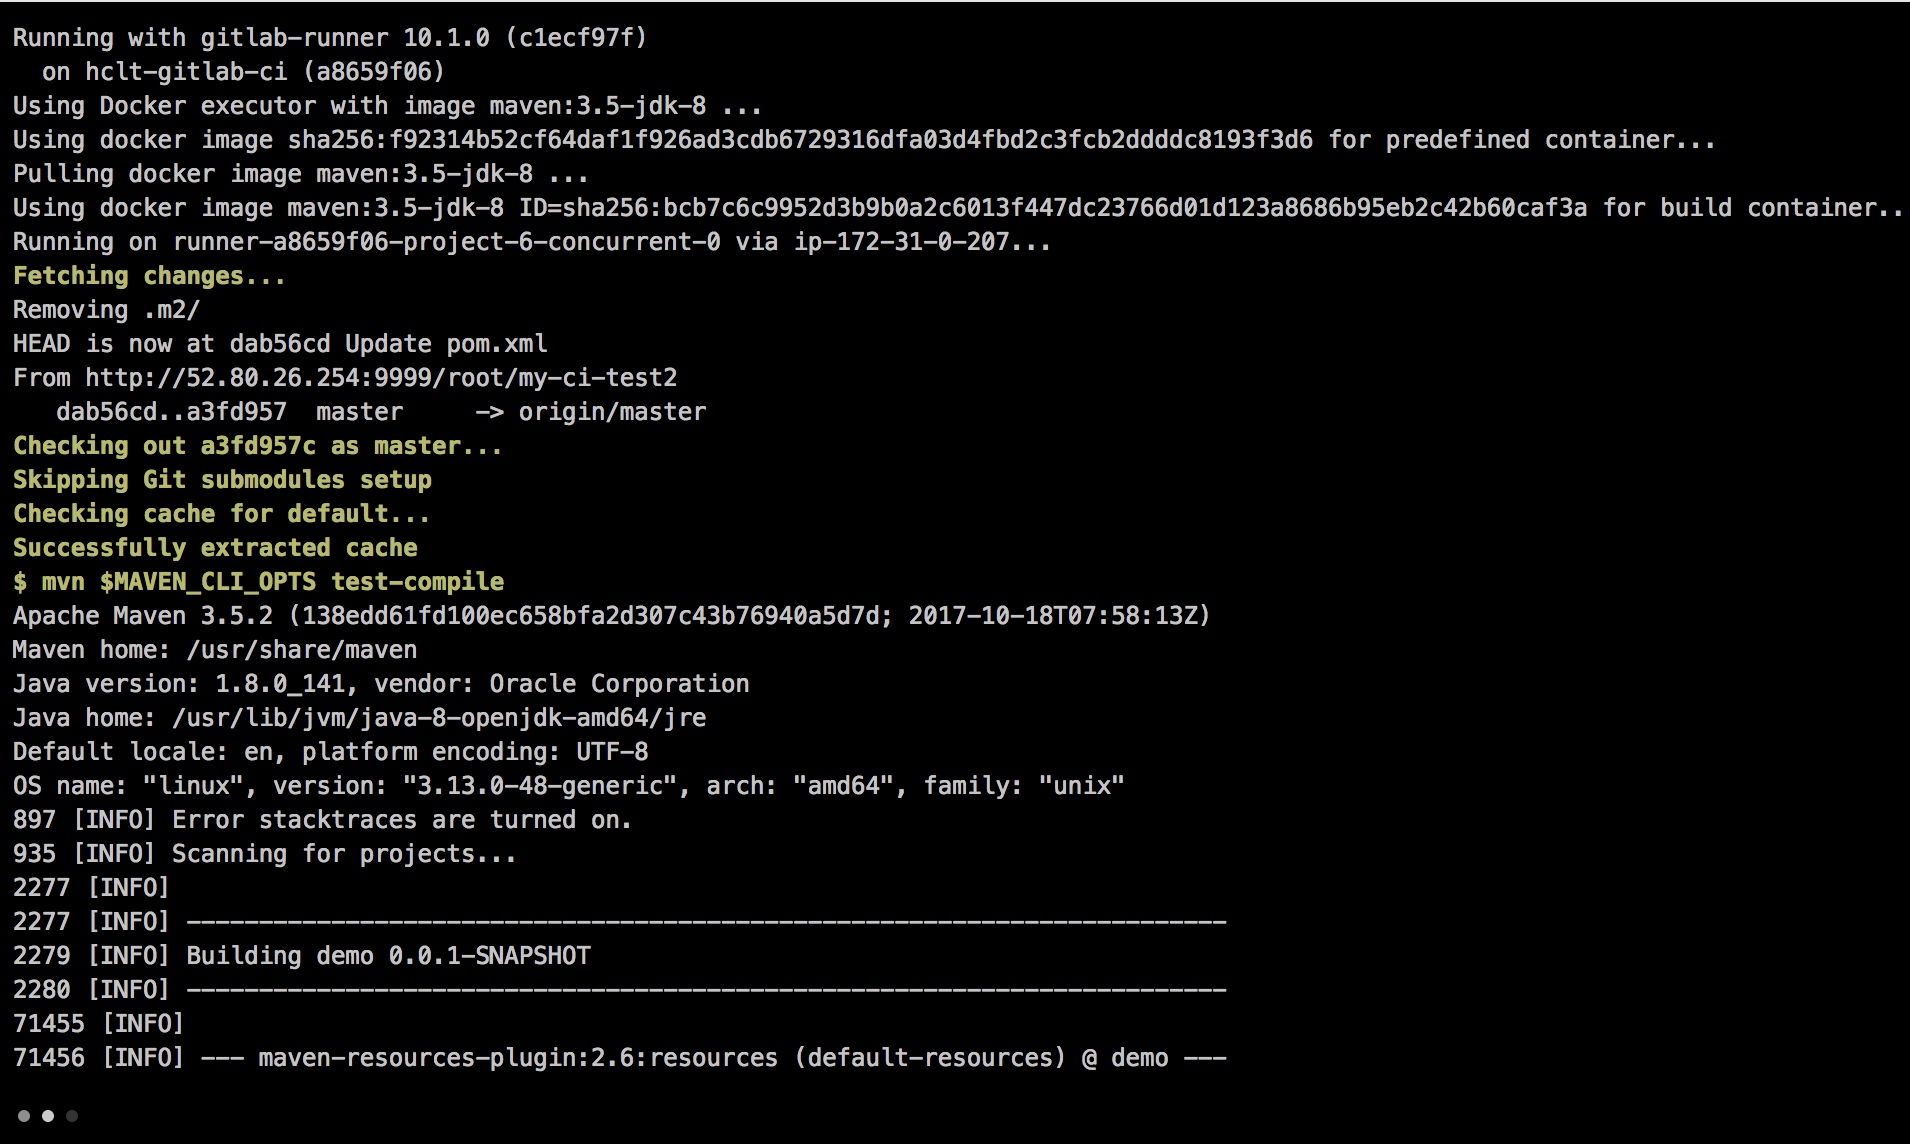 Running with gitlab-runner 10.1.0 (c1ecf97f)
  on hclt-gitlab-ci (a8659f06)
Using Docker executor with image maven:3.5-jdk-8 ...
Using docker image sha256:f92314b52cf64daf1f926ad3cdb6729316dfa03d4fbd2c3fcb2ddddc8193f3d6 for predefined container...
Pulling docker image maven:3.5-jdk-8 ...
Using docker image maven:3.5-jdk-8 ID=sha256:bcb7c6c9952d3b9b0a2c6013f447dc23766d01d123a8686b95eb2c42b60caf3a for build container..
Running on runner-a8659f06-project-6-concurrent-0 via ip-172-31-0-207...
Fetching changes...
Removing .m2/
HEAD is now at dab56cd Update pom.xml
From http://52.80.26.254:9999/root/my-ci-test2
   dab56cd..a3fd957  master     -> origin/master
Checking out a3fd957c as master...
Skipping Git submodules setup
Checking cache for default...
Successfully extracted cache
$ mvn $MAVEN_CLI_OPTS test-compile
Apache Maven 3.5.2 (138edd61fd100ec658bfa2d307c43b76940a5d7d; 2017-10-18T07:58:13Z)
Maven home: /usr/share/maven
Java version: 1.8.0_141, vendor: Oracle Corporation
Java home: /usr/lib/jvm/java-8-openjdk-amd64/jre
Default locale: en, platform encoding: UTF-8
OS name: "linux", version: "3.13.0-48-generic", arch: "amd64", family: "unix"
897 [INFO] Error stacktraces are turned on.
935 [INFO] Scanning for projects...
2277 [INFO]
2277 [INFO] ------------------------------------------------------------------------
2279 [INFO] Building demo 0.0.1-SNAPSHOT
2280 [INFO] ------------------------------------------------------------------------
71455 [INFO]
71456 [INFO] --- maven-resources-plugin:2.6:resources (default-resources) @ demo ---